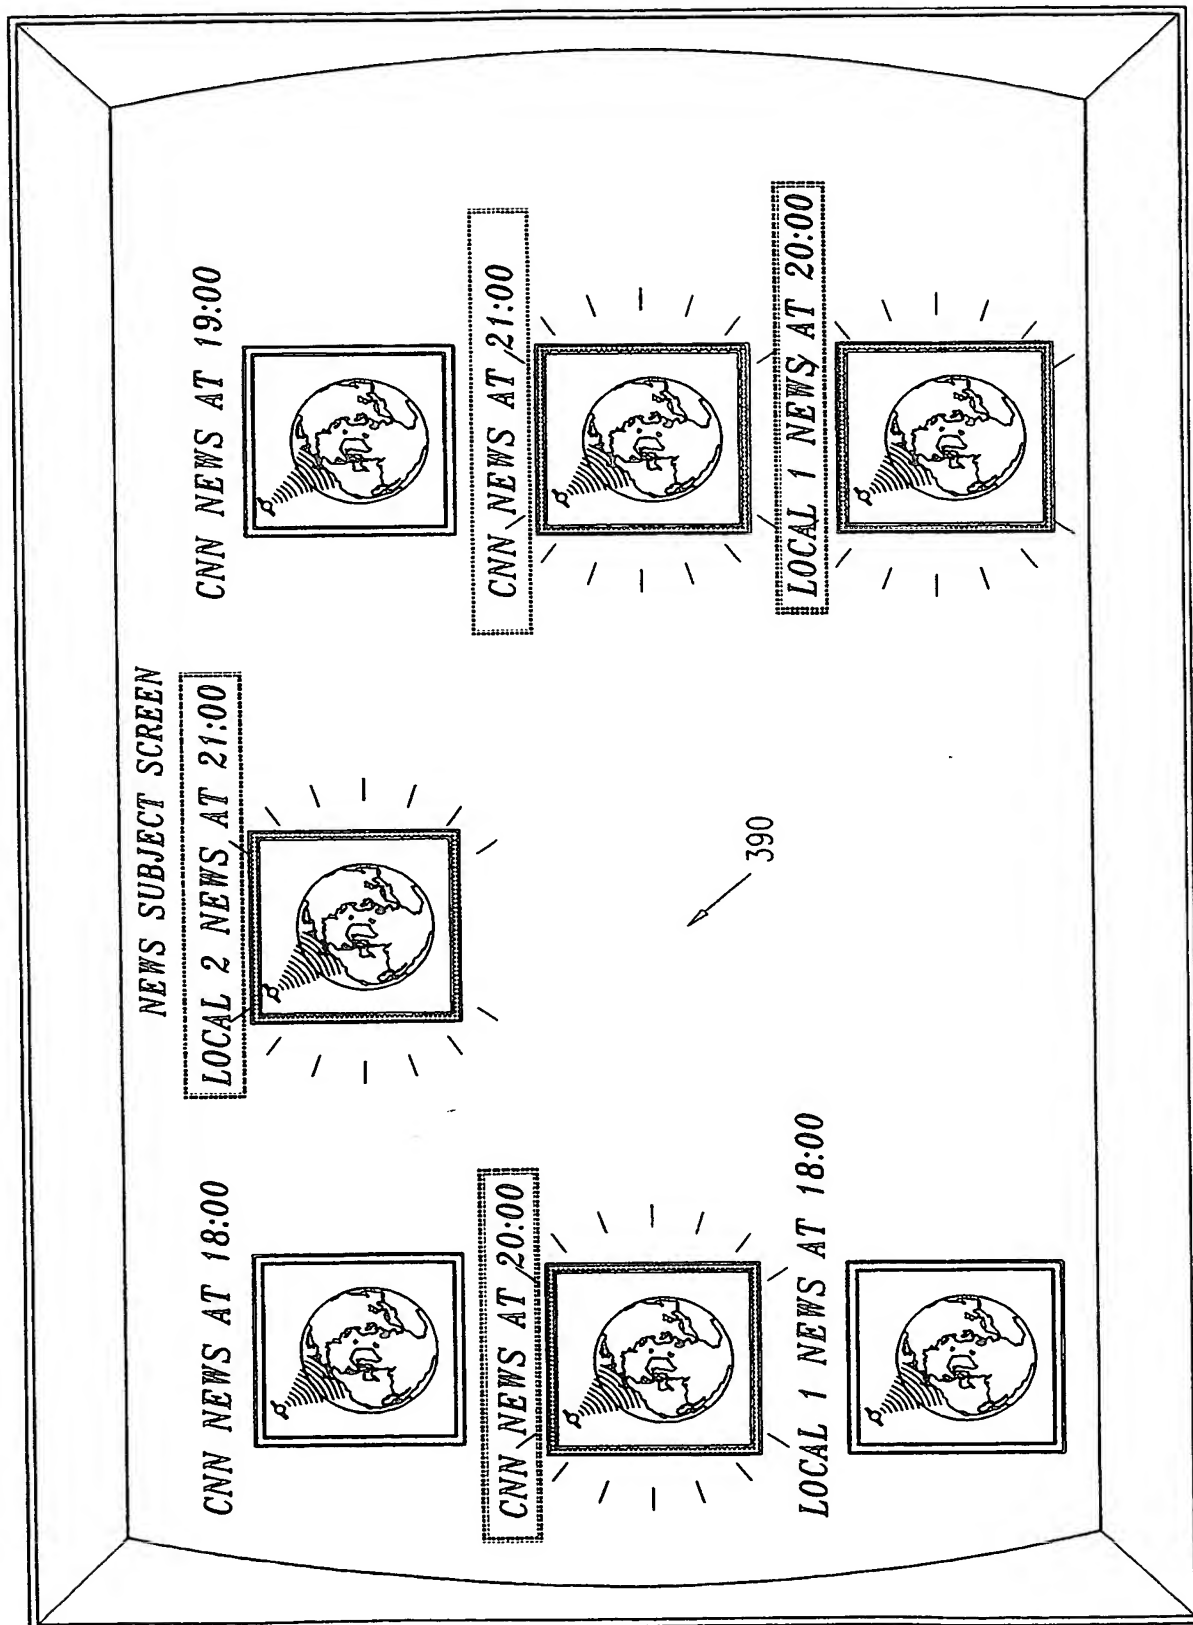 NEWS SUBJECT SCREEN
CNN NEWS AT 18:00
LOCAL 2 NEWS AT 21:00
CNN NEWS AT 19:00
CNN NEWS AT 20:00
CNN NEWS AT 21:00
LOCAL 1 NEWS AT 18:00
LOCAL 1 NEWS AT 20:00
390